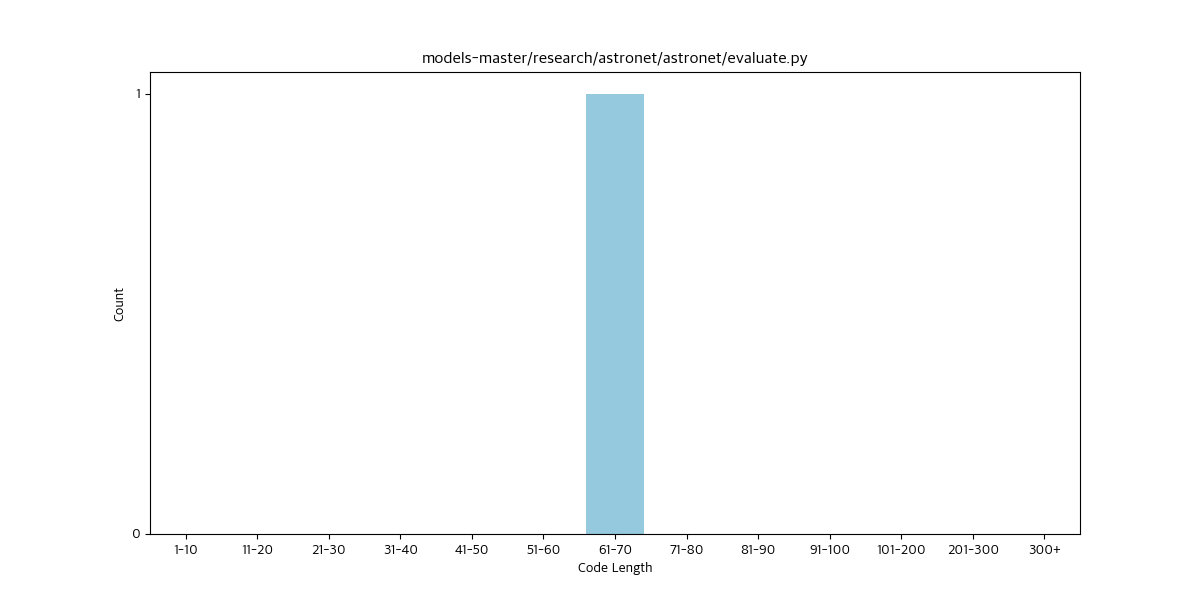 models-master/research/astronet/astronet/evaluate.py
1
Count
0
1-10 11-20 21-30 31-40 41-50 51-60 61-70 71-80 81-90 91-100 101-200 201-300 300+
Code Length